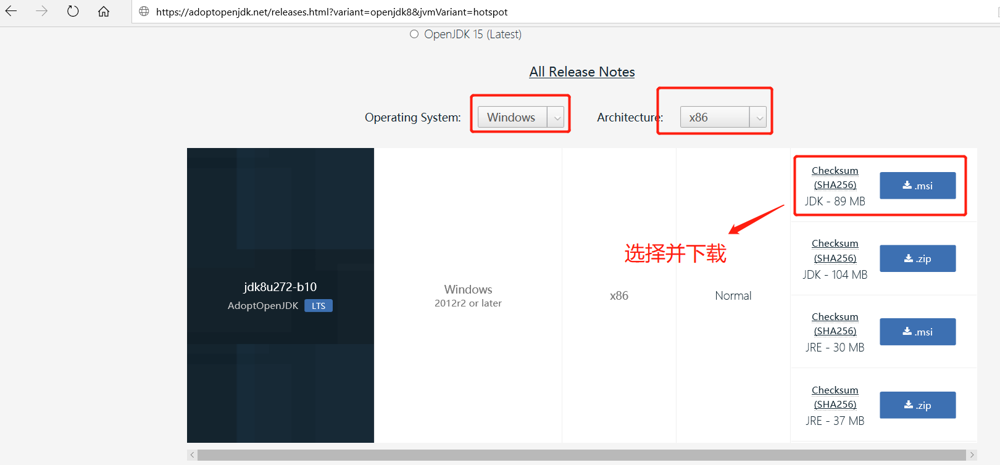 https://adoptopenjdk.net/releases.html?variant=openjdk8&jvmVariant=hotspot
OpenJDK 15 (Latest)
All Release Notes
Operating System: Windows Architecture: x86
Checksum
(SHA256)
JDK - 89 MB
.msi
选择并下载
Checksum
(SHA256)
JDK - 104 MB
.zip
jdk8u272-b10
AdoptOpenJDK LTS
Windows
2012r2 or later
x86
Normal
Checksum
(SHA256)
JRE - 30 MB
.msi
Checksum
(SHA256)
JRE - 37 MB
.zip